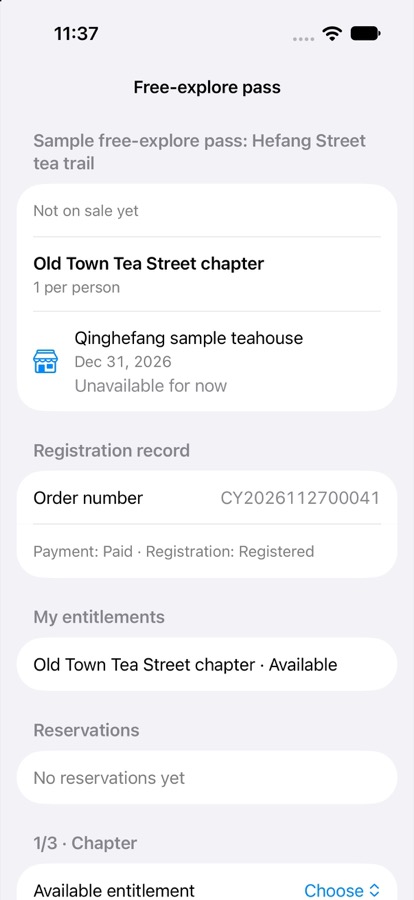 11:37
Free-explore pass
Sample free-explore pass: Hefang Street
tea trail
Not on sale yet
Old Town Tea Street chapter
1 per person
Qinghefang sample teahouse
Dec 31, 2026
Unavailable for now
Registration record
Order number CY2026112700041
Payment: Paid · Registration: Registered
My entitlements
Old Town Tea Street chapter · Available
Reservations
No reservations yet
1/3 · Chapter
Available entitlement Choose